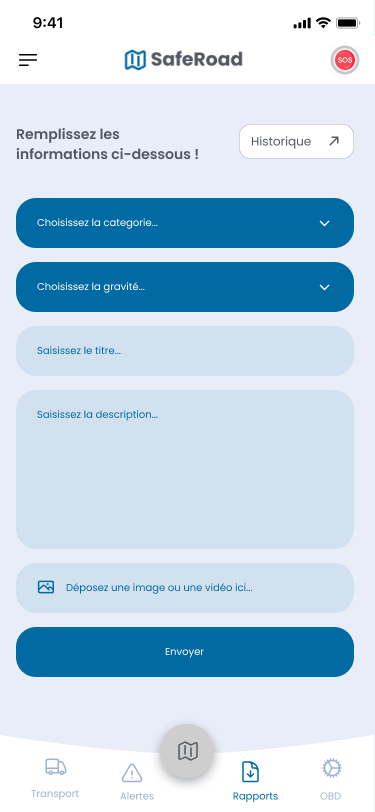 9:41
SafeRoad
SOS
Remplissez les
informations ci-dessous !
Historique
Choisissez la categorie...
Choisissez la gravité...
Saisissez le titre...
Saisissez la description...
Déposez une image ou une vidéo ici...
Envoyer
Transport
Alertes
Rapports
OBD